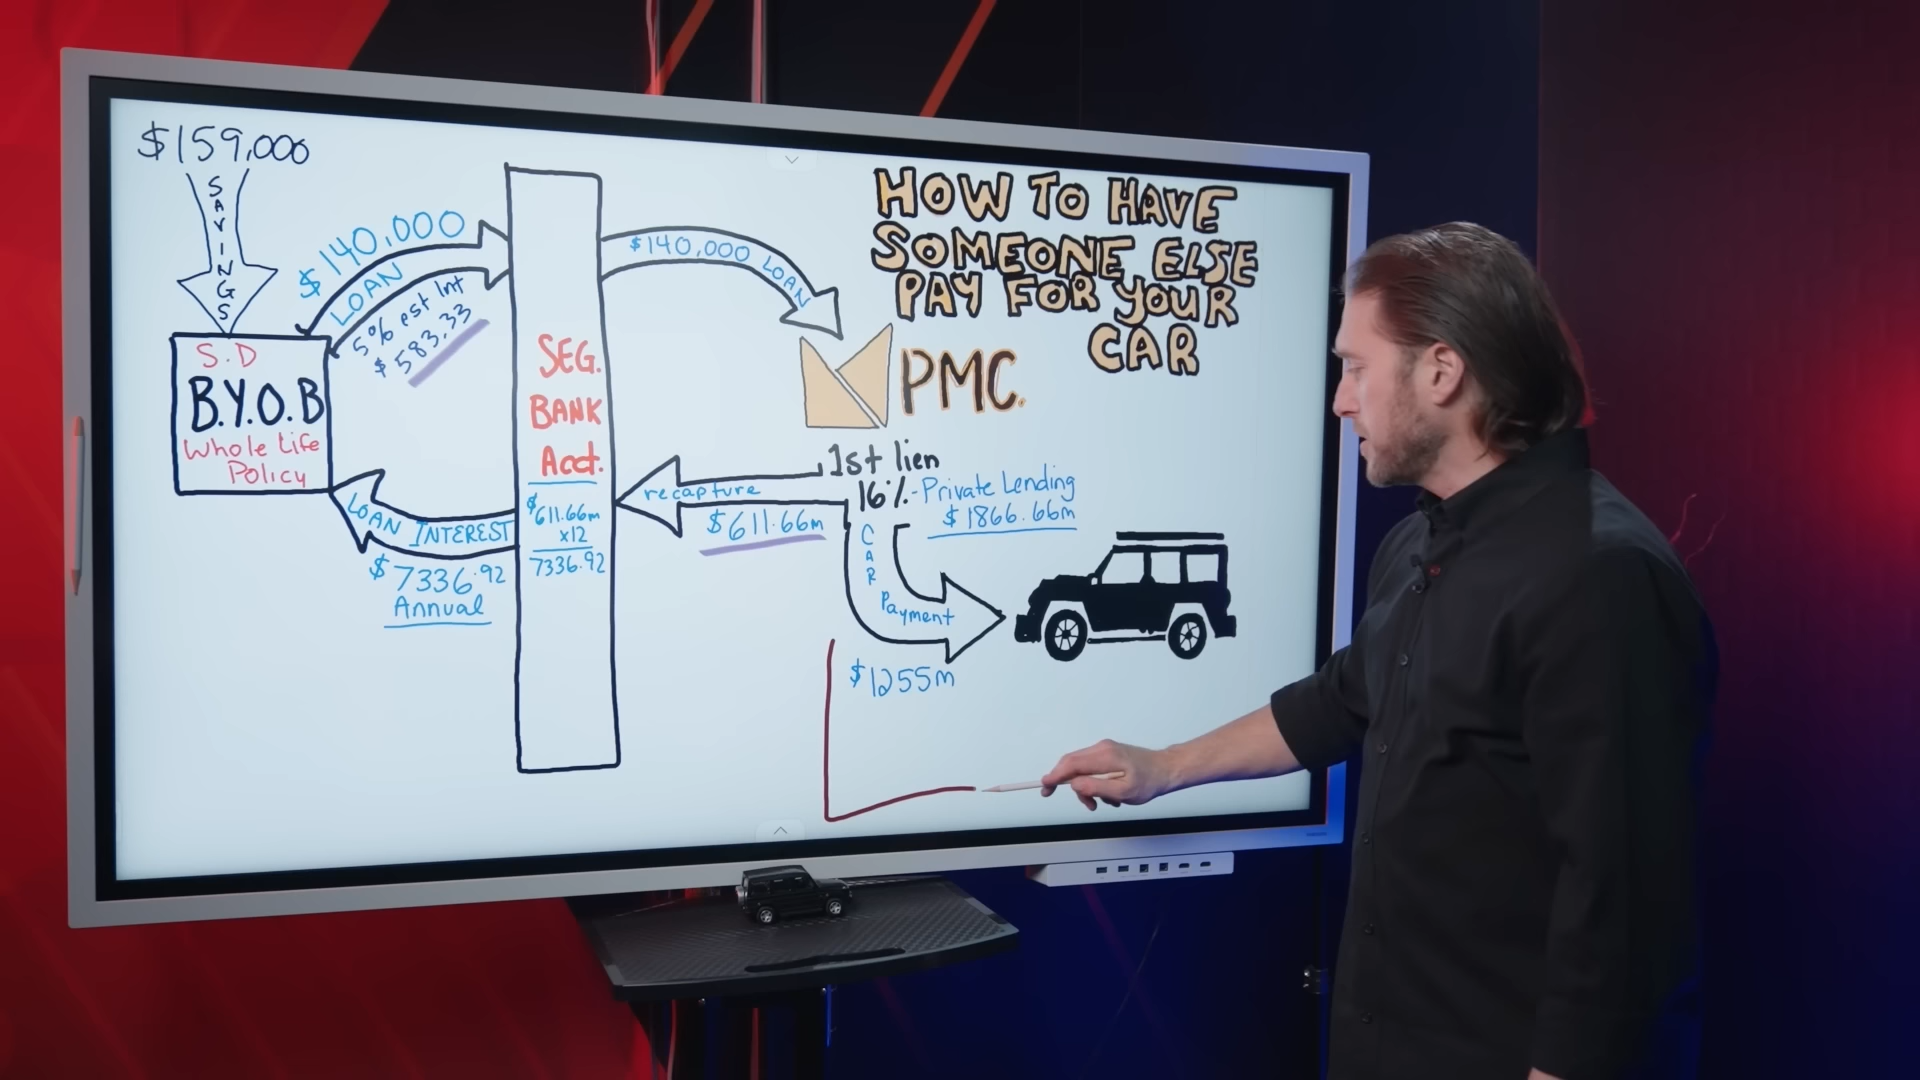 $159,000
SAVINGS
$140,000
LOAN
5% est Int
$583.33
S.D
B.Y.O.B
Whole Life
Policy
LOAN INTEREST
$7336.92
Annual
SEG.
BANK
Acct.
$611.66m
x12
7336.92
$140,000 LOAN
HOW TO HAVE
SOMEONE ELSE
PAY FOR YOUR
CAR
PMC.
1st lien
16%-Private Lending
$1866.66m
recapture
$611.66m
CAR
Payment
$1255m